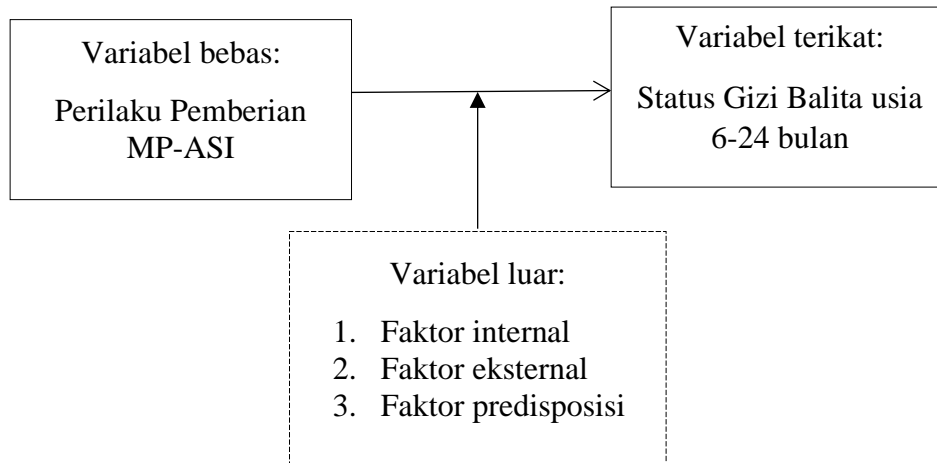 Variabel bebas:
Perilaku Pemberian
MP-ASI
Variabel terikat:
Status Gizi Balita usia
6-24 bulan
Variabel luar:
1. Faktor internal
2. Faktor eksternal
3. Faktor predisposisi